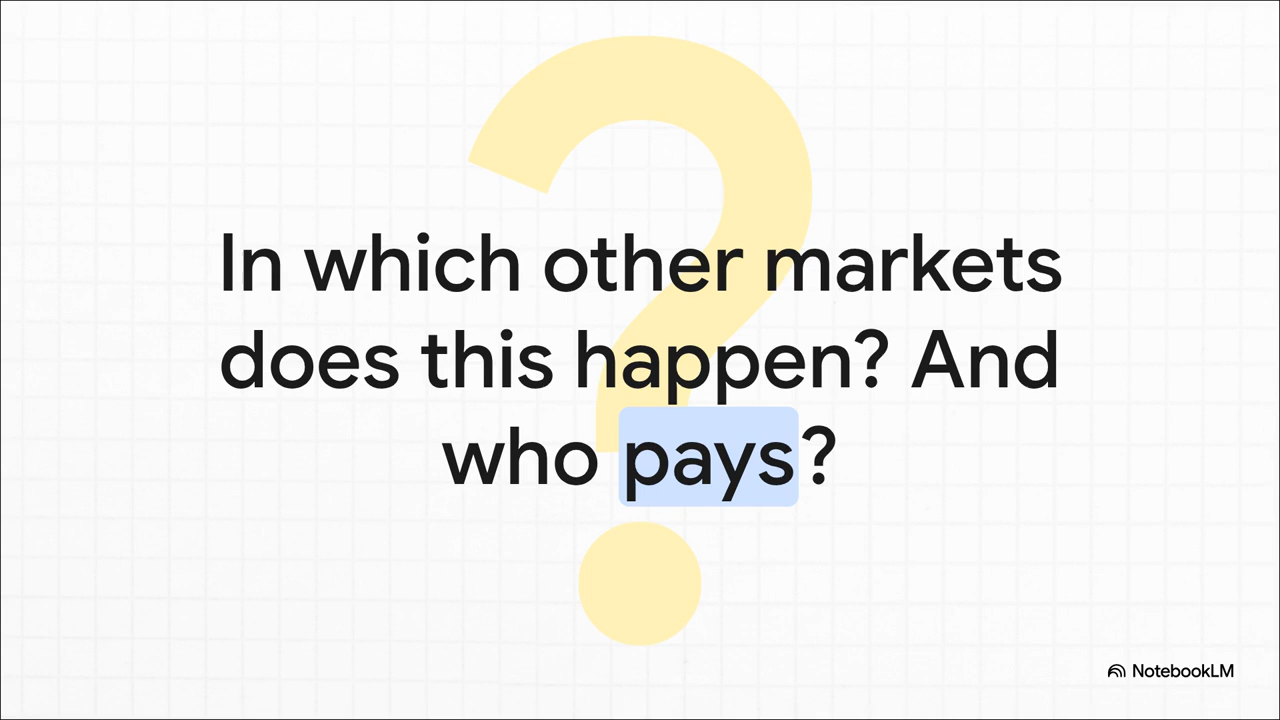 In which other markets
does this happen? And
who pays?
NotebookLM